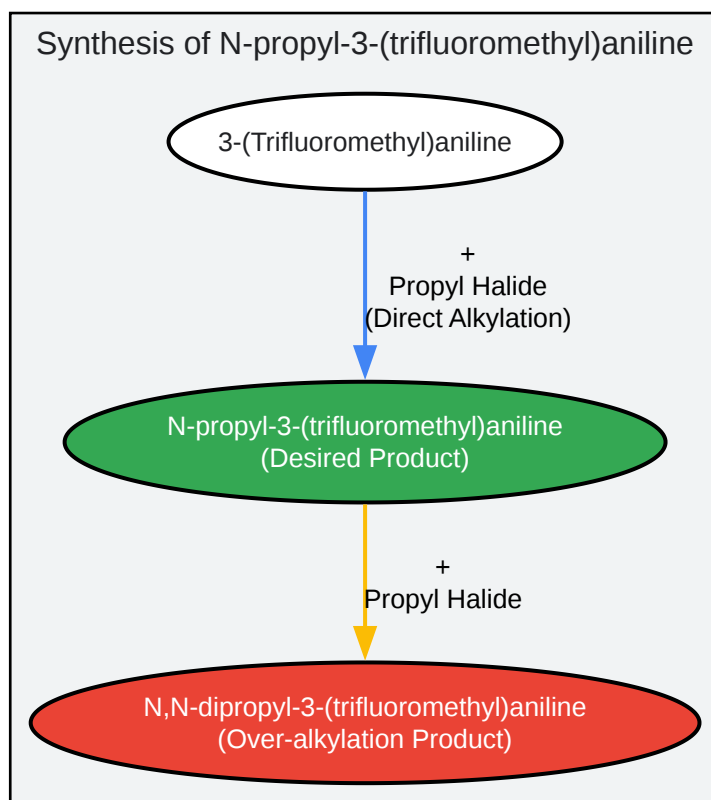 Synthesis of N-propyl-3-(trifluoromethyl)aniline
3-(Trifluoromethyl)aniline
+
Propyl Halide
(Direct Alkylation)
N-propyl-3-(trifluoromethyl)aniline
(Desired Product)
+
Propyl Halide
N,N-dipropyl-3-(trifluoromethyl)aniline
(Over-alkylation Product)